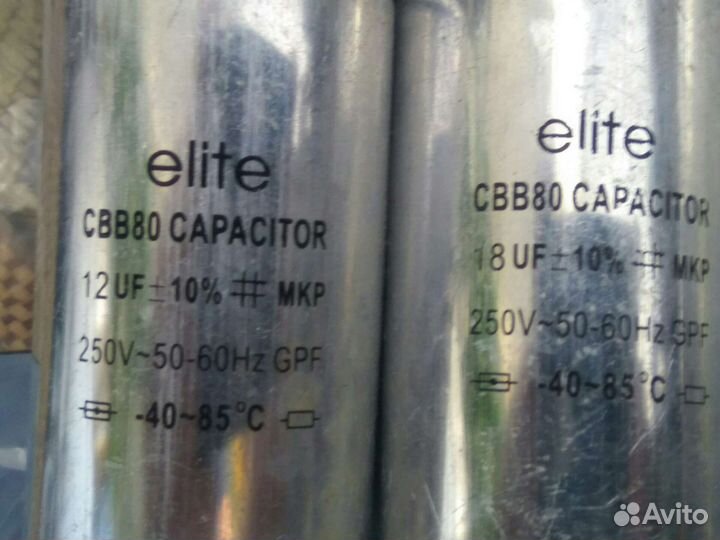 elite
CBB80 CAPACITOR
12 UF ± 10% MKP
250V~50-60Hz GPF
-40~85°C
elite
CBB80 CAPACITOR
18 UF ± 10% MKP
250V~50-60Hz GPF
-40~85°C
Avito